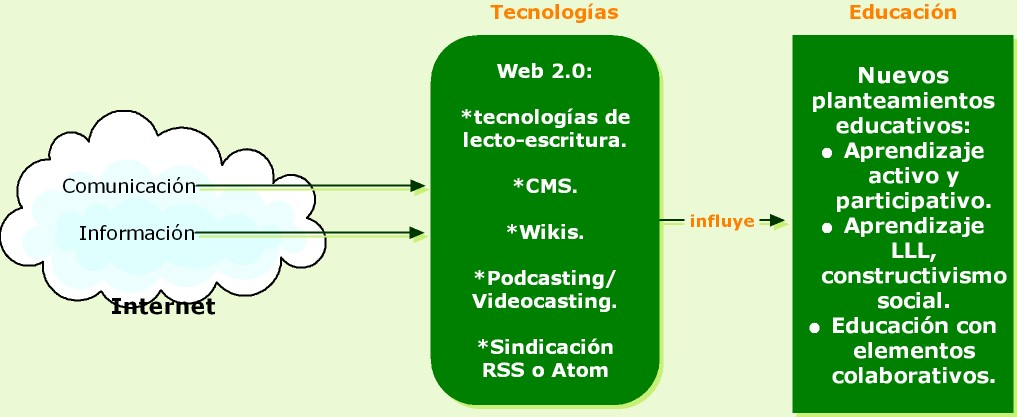 Tecnologías
Educación
Comunicación
Información
Internet
Web 2.0:
*tecnologías de
lecto-escritura.
*CMS.
*Wikis.
*Podcasting/
Videocasting.
*Sindicación
RSS o Atom
influye
Nuevos
planteamientos
educativos:
● Aprendizaje
activo y
participativo.
● Aprendizaje
LLL,
constructivismo
social.
● Educación con
elementos
colaborativos.